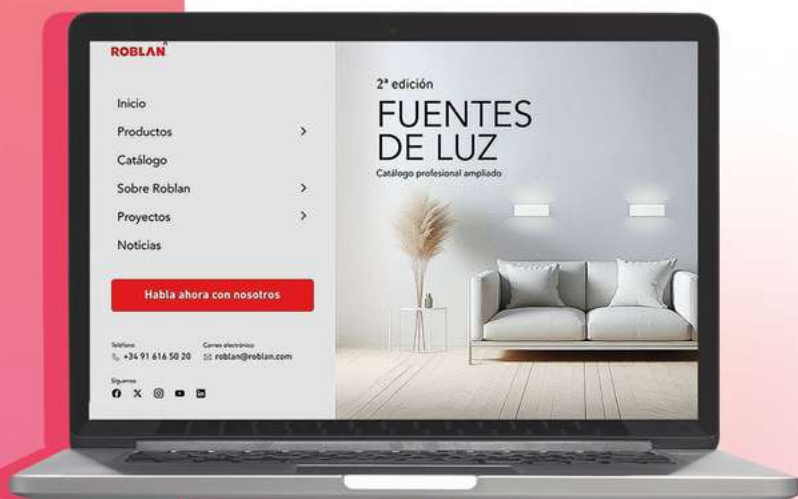 ROBLAN
Inicio
Productos
Catálogo
Sobre Roblan
Proyectos
Noticias
Habla ahora con nosotros
Teléfono
+34 91 616 50 20
Correo electrónico
roblan@roblan.com
Síguenos
2ª edición
FUENTES
DE LUZ
Catálogo profesional ampliado